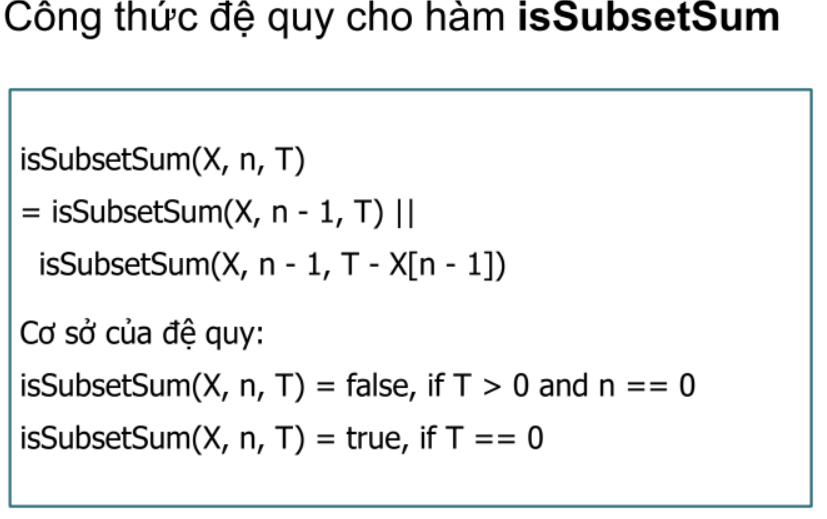 Công thức đệ quy cho hàm isSubsetSum
isSubsetSum(X, n, T)
= isSubsetSum(X, n - 1, T) ||
isSubsetSum(X, n - 1, T - X[n - 1])
Cơ sở của đệ quy:
isSubsetSum(X, n, T) = false, if T > 0 and n == 0
isSubsetSum(X, n, T) = true, if T == 0